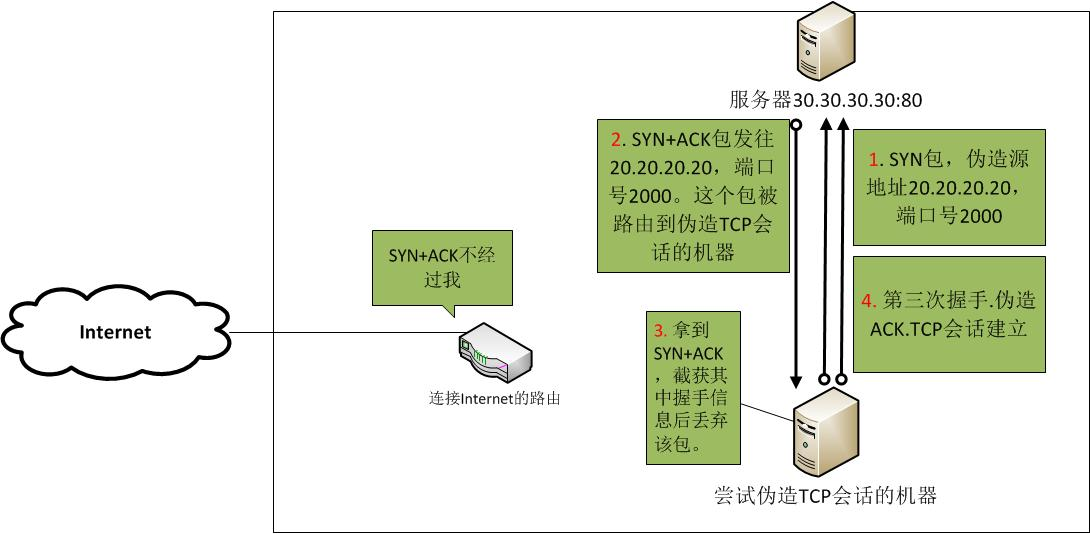 服务器30.30.30.30:80
2. SYN+ACK包发往
20.20.20.20，端口
号2000。这个包被
路由到伪造TCP会
话的机器
1. SYN包，伪造源
地址20.20.20.20，
端口号2000
SYN+ACK不经
过我
4. 第三次握手.伪造
ACK.TCP会话建立
Internet
3. 拿到
SYN+ACK
，截获其
中握手信
息后丢弃
该包。
连接Internet的路由
尝试伪造TCP会话的机器